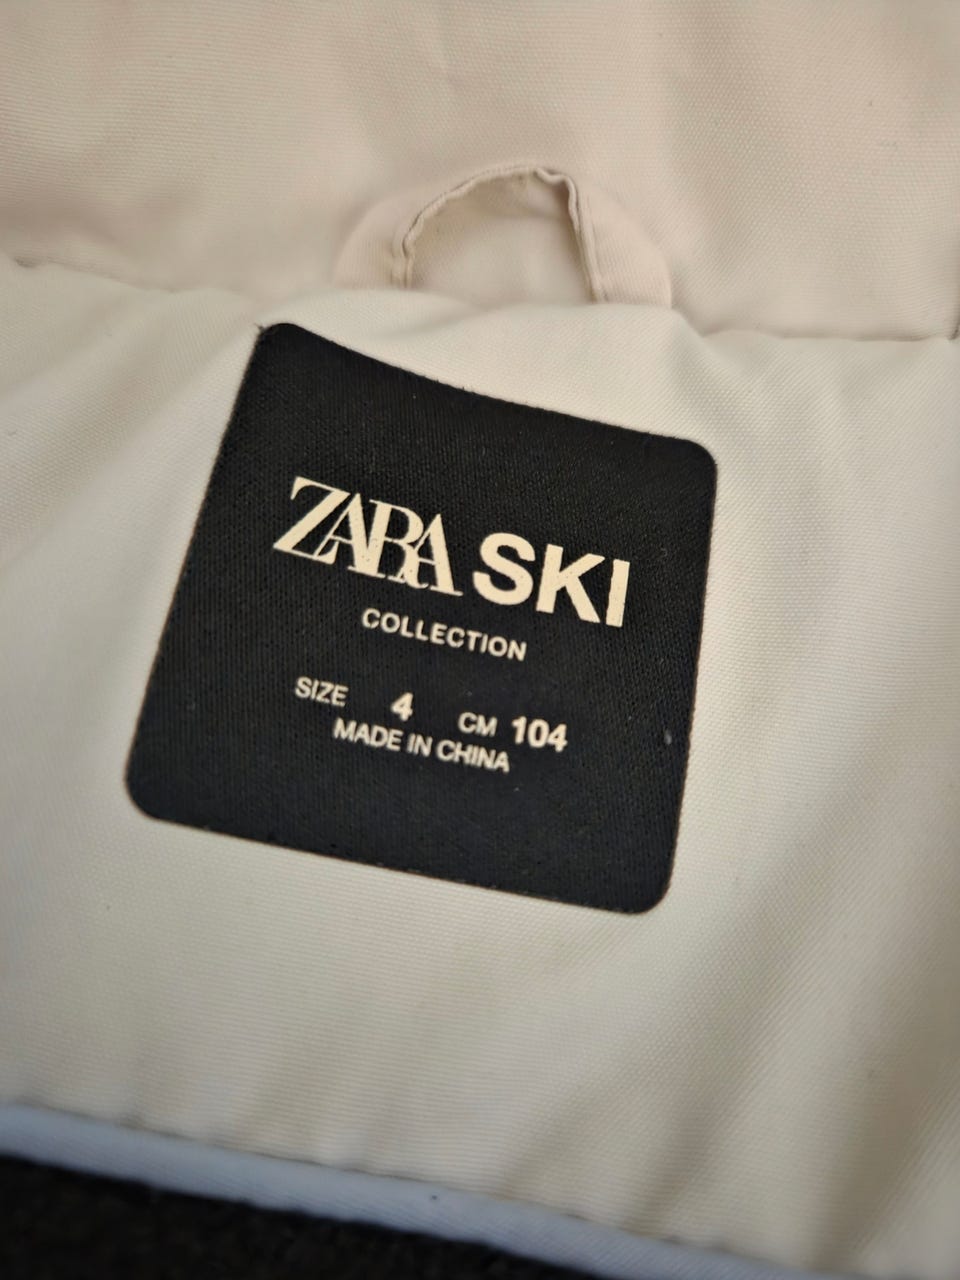 ZARA SKI
COLLECTION
SIZE 4 CM 104
MADE IN CHINA